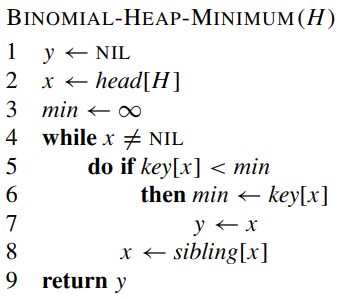 BINOMIAL-HEAP-MINIMUM(H)
1 y ← NIL
2 x ← head[H]
3 min ← ∞
4 while x ≠ NIL
5 do if key[x] < min
6 then min ← key[x]
7 y ← x
8 x ← sibling[x]
9 return y